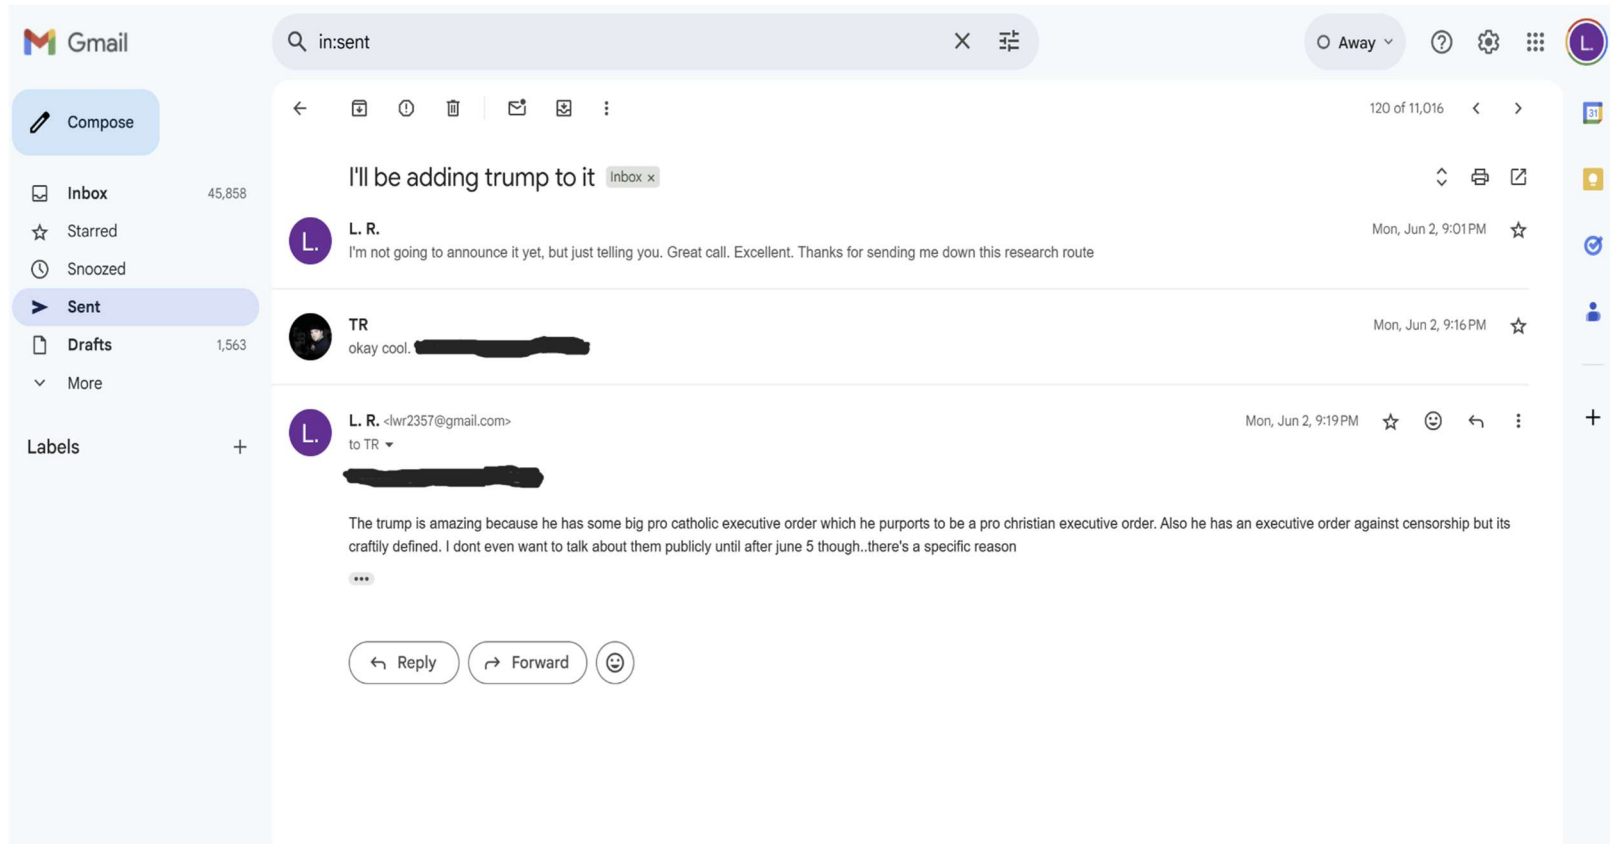 Gmail
in:sent
Away
L.
Compose
120 of 11,016
31
I'll be adding trump to it Inbox ×
Inbox 45,858
Starred
Snoozed
Sent
Drafts 1,563
More
Labels
L.
L. R.
Mon, Jun 2, 9:01 PM
I'm not going to announce it yet, but just telling you. Great call. Excellent. Thanks for sending me down this research route
TR
Mon, Jun 2, 9:16 PM
okay cool.
L.
L. R. <lwr2357@gmail.com>
Mon, Jun 2, 9:19 PM
to TR
The trump is amazing because he has some big pro catholic executive order which he purports to be a pro christian executive order. Also he has an executive order against censorship but its
craftily defined. I dont even want to talk about them publicly until after june 5 though..there's a specific reason
Reply
Forward